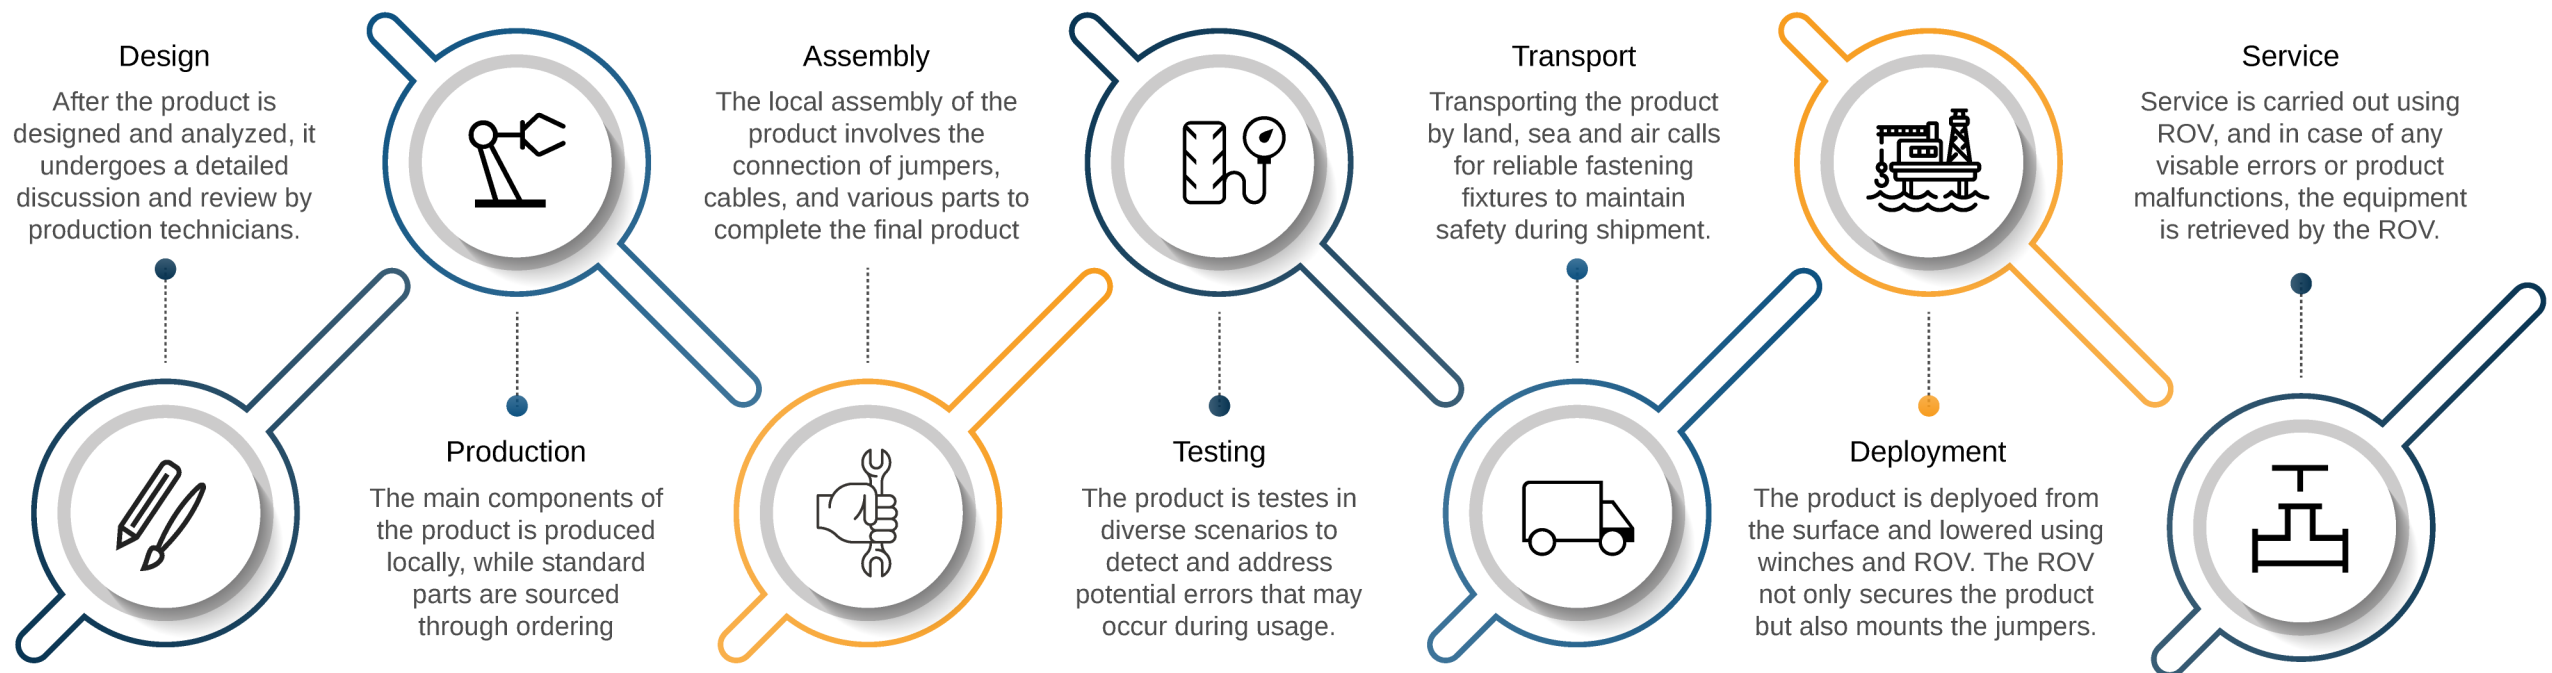 Design
After the product is
designed and analyzed, it
undergoes a detailed
discussion and review by
production technicians.
Production
The main components of
the product is produced
locally, while standard
parts are sourced
through ordering
Assembly
The local assembly of the
product involves the
connection of jumpers,
cables, and various parts to
complete the final product
Testing
The product is testes in
diverse scenarios to
detect and address
potential errors that may
occur during usage.
Transport
Transporting the product
by land, sea and air calls
for reliable fastening
fixtures to maintain
safety during shipment.
Deployment
The product is deplyoed from
the surface and lowered using
winches and ROV. The ROV
not only secures the product
but also mounts the jumpers.
Service
Service is carried out using
ROV, and in case of any
visable errors or product
malfunctions, the equipment
is retrieved by the ROV.